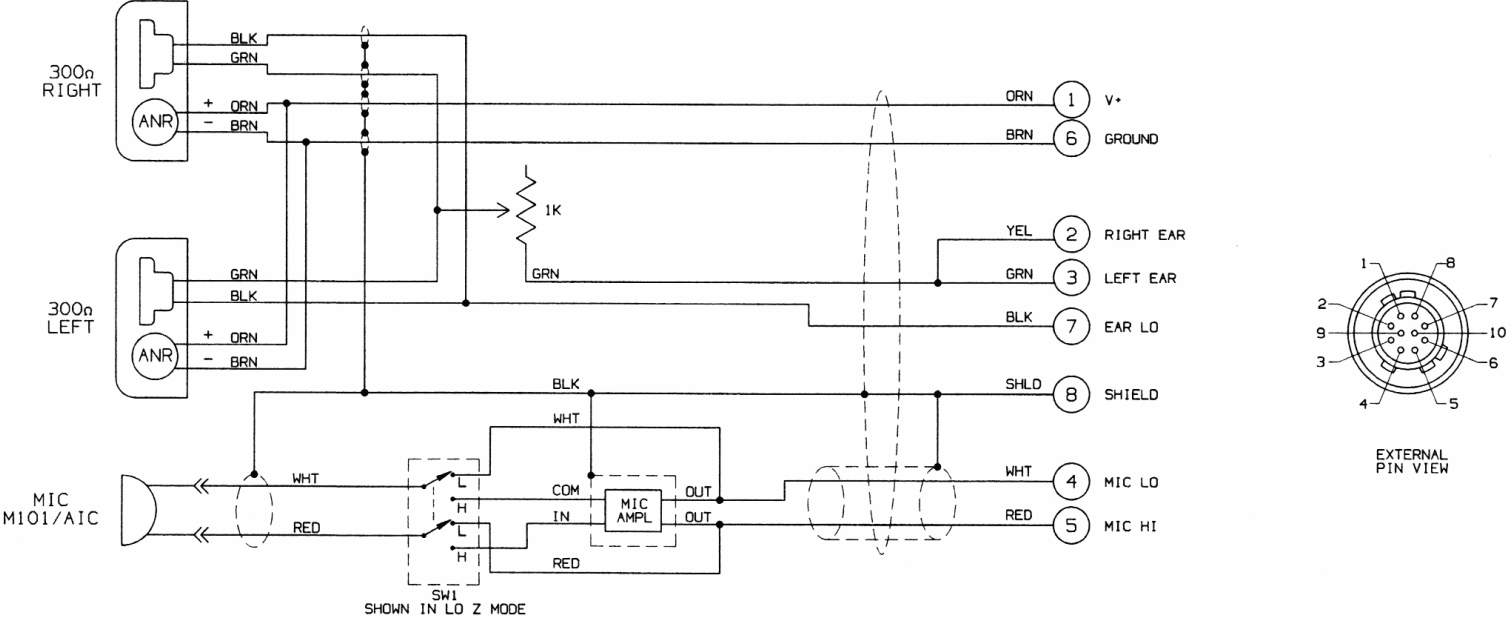 300Ω
RIGHT
BLK
GRN
ANR
+ ORN
- BRN
ORN 1 V+
BRN 6 GROUND
1K
YEL 2 RIGHT EAR
GRN
GRN 3 LEFT EAR
300Ω
LEFT
GRN
BLK
ANR
+ ORN
- BRN
BLK 7 EAR LO
BLK
SHLD 8 SHIELD
WHT
MIC
M101/AIC
WHT
RED
L
H
L
H
COM
IN
MIC
AMPL
OUT
OUT
RED
WHT 4 MIC LO
RED 5 MIC HI
SW1
SHOWN IN LO Z MODE
1
8
2
7
9
10
3
6
4
5
EXTERNAL
PIN VIEW